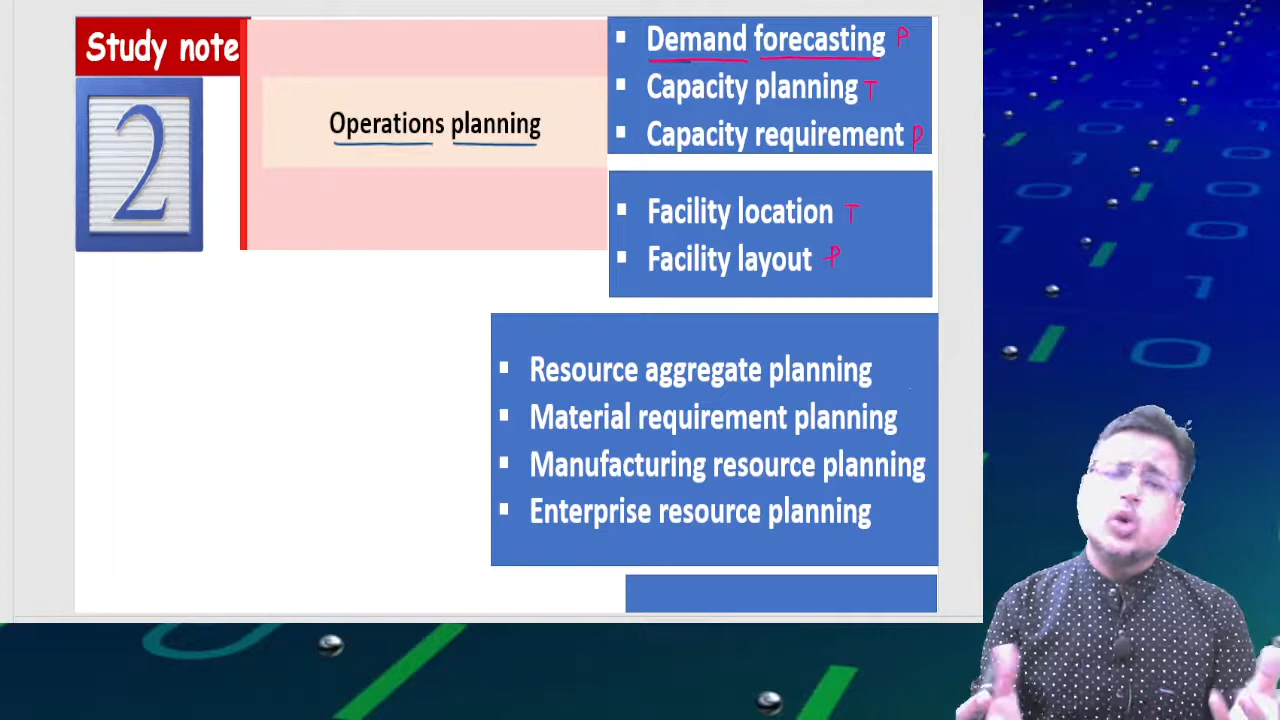 Study note
2
Operations planning
▪ Demand forecasting P
▪ Capacity planning T
▪ Capacity requirement P
▪ Facility location T
▪ Facility layout P
▪ Resource aggregate planning
▪ Material requirement planning
▪ Manufacturing resource planning
▪ Enterprise resource planning